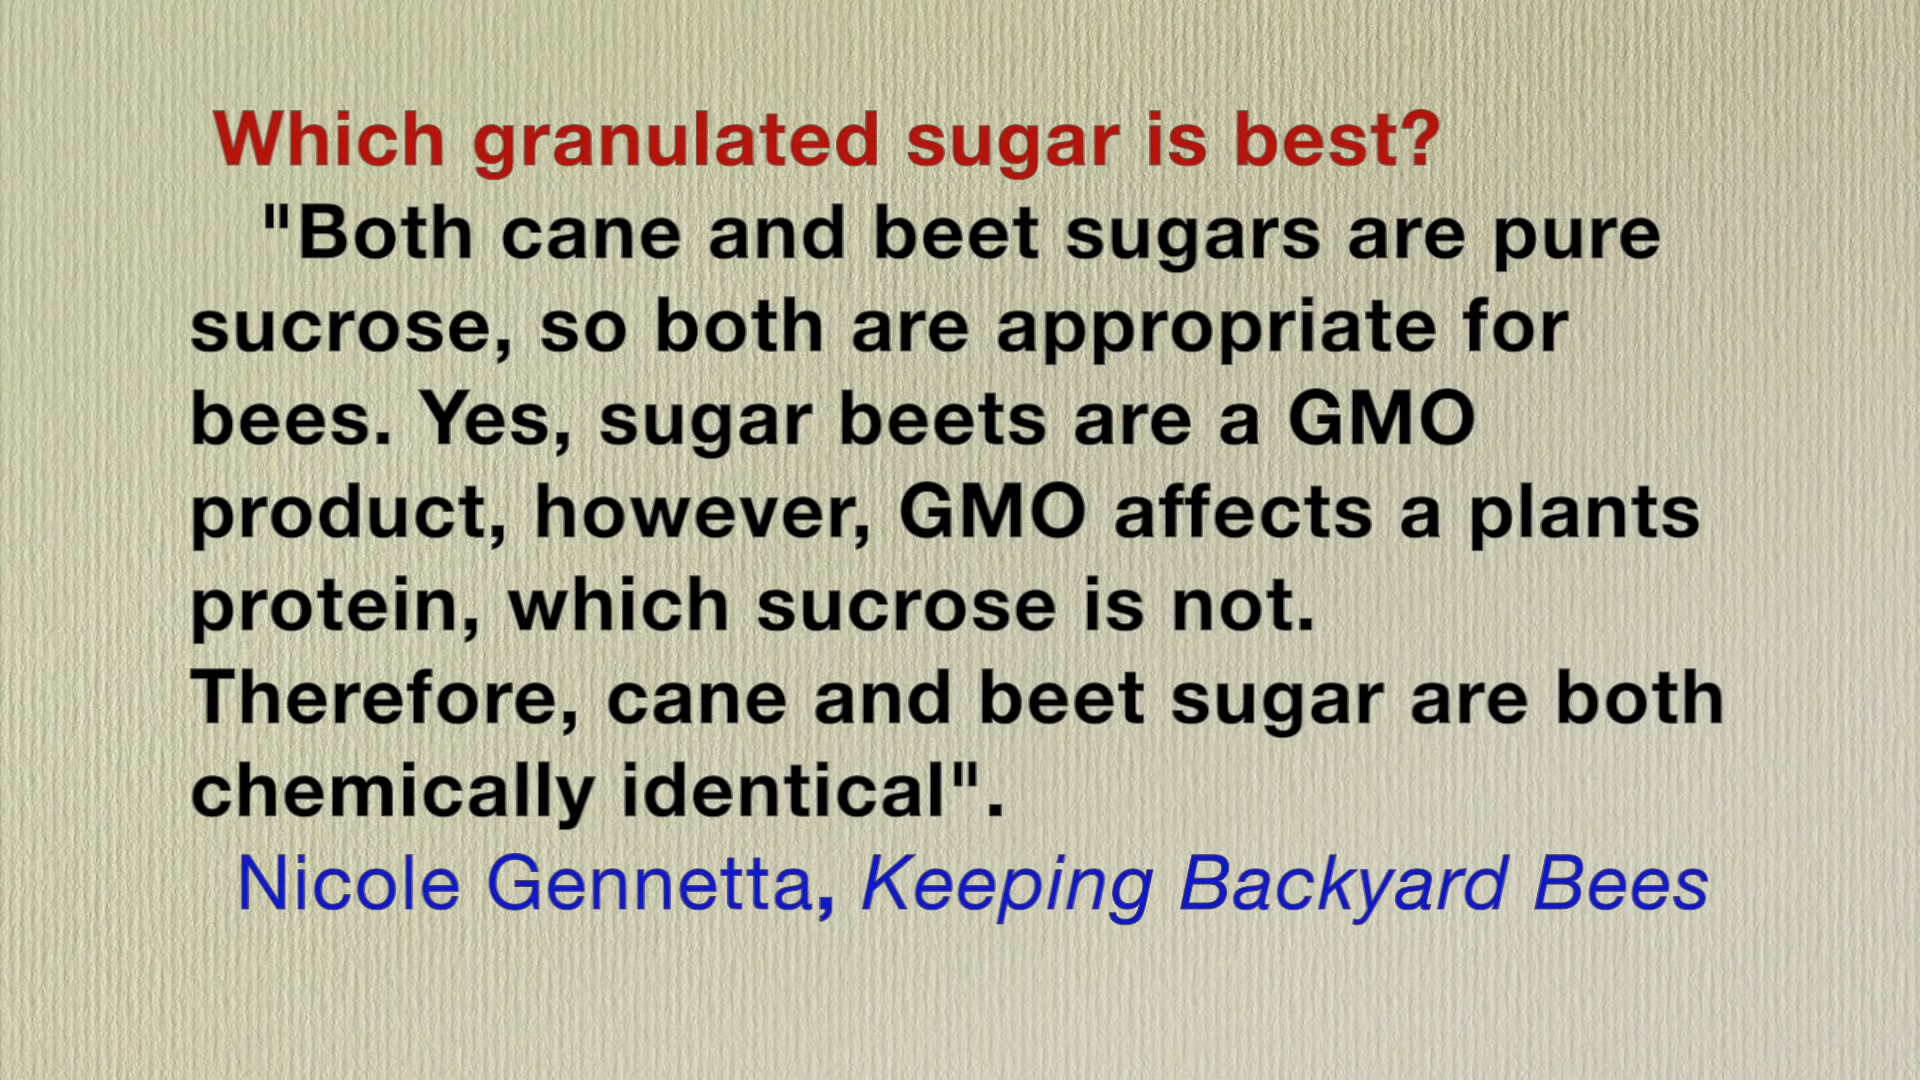 Which granulated sugar is best?
"Both cane and beet sugars are pure
sucrose, so both are appropriate for
bees. Yes, sugar beets are a GMO
product, however, GMO affects a plants
protein, which sucrose is not.
Therefore, cane and beet sugar are both
chemically identical".
Nicole Gennetta, Keeping Backyard Bees